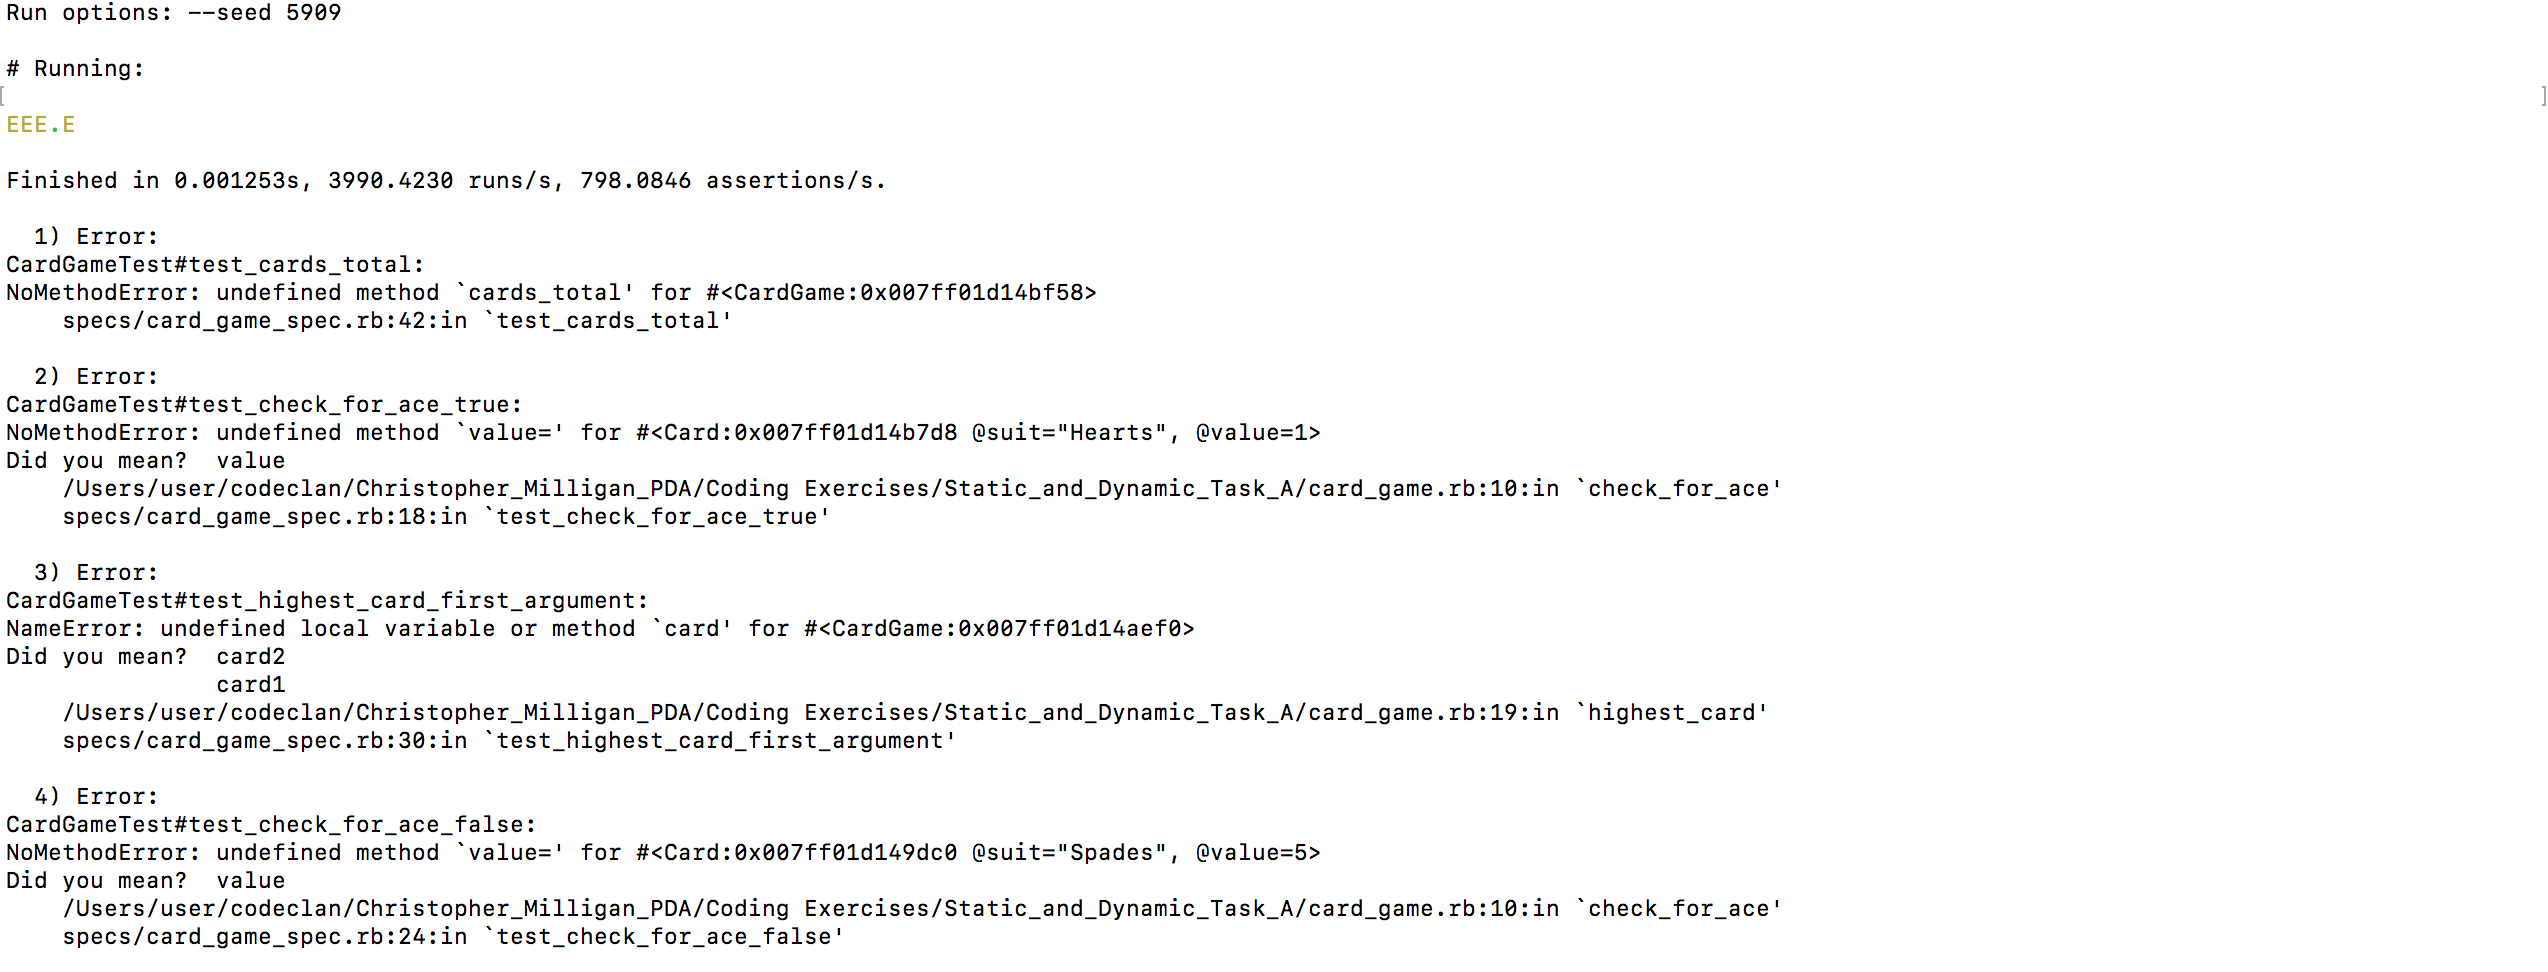 Run options: --seed 5909
# Running:
EEE.E
Finished in 0.001253s, 3990.4230 runs/s, 798.0846 assertions/s.
1) Error:
CardGameTest#test_cards_total:
NoMethodError: undefined method `cards_total' for #<CardGame:0x007ff01d14bf58>
specs/card_game_spec.rb:42:in `test_cards_total'
2) Error:
CardGameTest#test_check_for_ace_true:
NoMethodError: undefined method `value=' for #<Card:0x007ff01d14b7d8 @suit="Hearts", @value=1>
Did you mean?  value
/Users/user/codeclan/Christopher_Milligan_PDA/Coding Exercises/Static_and_Dynamic_Task_A/card_game.rb:10:in `check_for_ace'
specs/card_game_spec.rb:18:in `test_check_for_ace_true'
3) Error:
CardGameTest#test_highest_card_first_argument:
NameError: undefined local variable or method `card' for #<CardGame:0x007ff01d14aef0>
Did you mean?  card2
card1
/Users/user/codeclan/Christopher_Milligan_PDA/Coding Exercises/Static_and_Dynamic_Task_A/card_game.rb:19:in `highest_card'
specs/card_game_spec.rb:30:in `test_highest_card_first_argument'
4) Error:
CardGameTest#test_check_for_ace_false:
NoMethodError: undefined method `value=' for #<Card:0x007ff01d149dc0 @suit="Spades", @value=5>
Did you mean?  value
/Users/user/codeclan/Christopher_Milligan_PDA/Coding Exercises/Static_and_Dynamic_Task_A/card_game.rb:10:in `check_for_ace'
specs/card_game_spec.rb:24:in `test_check_for_ace_false'